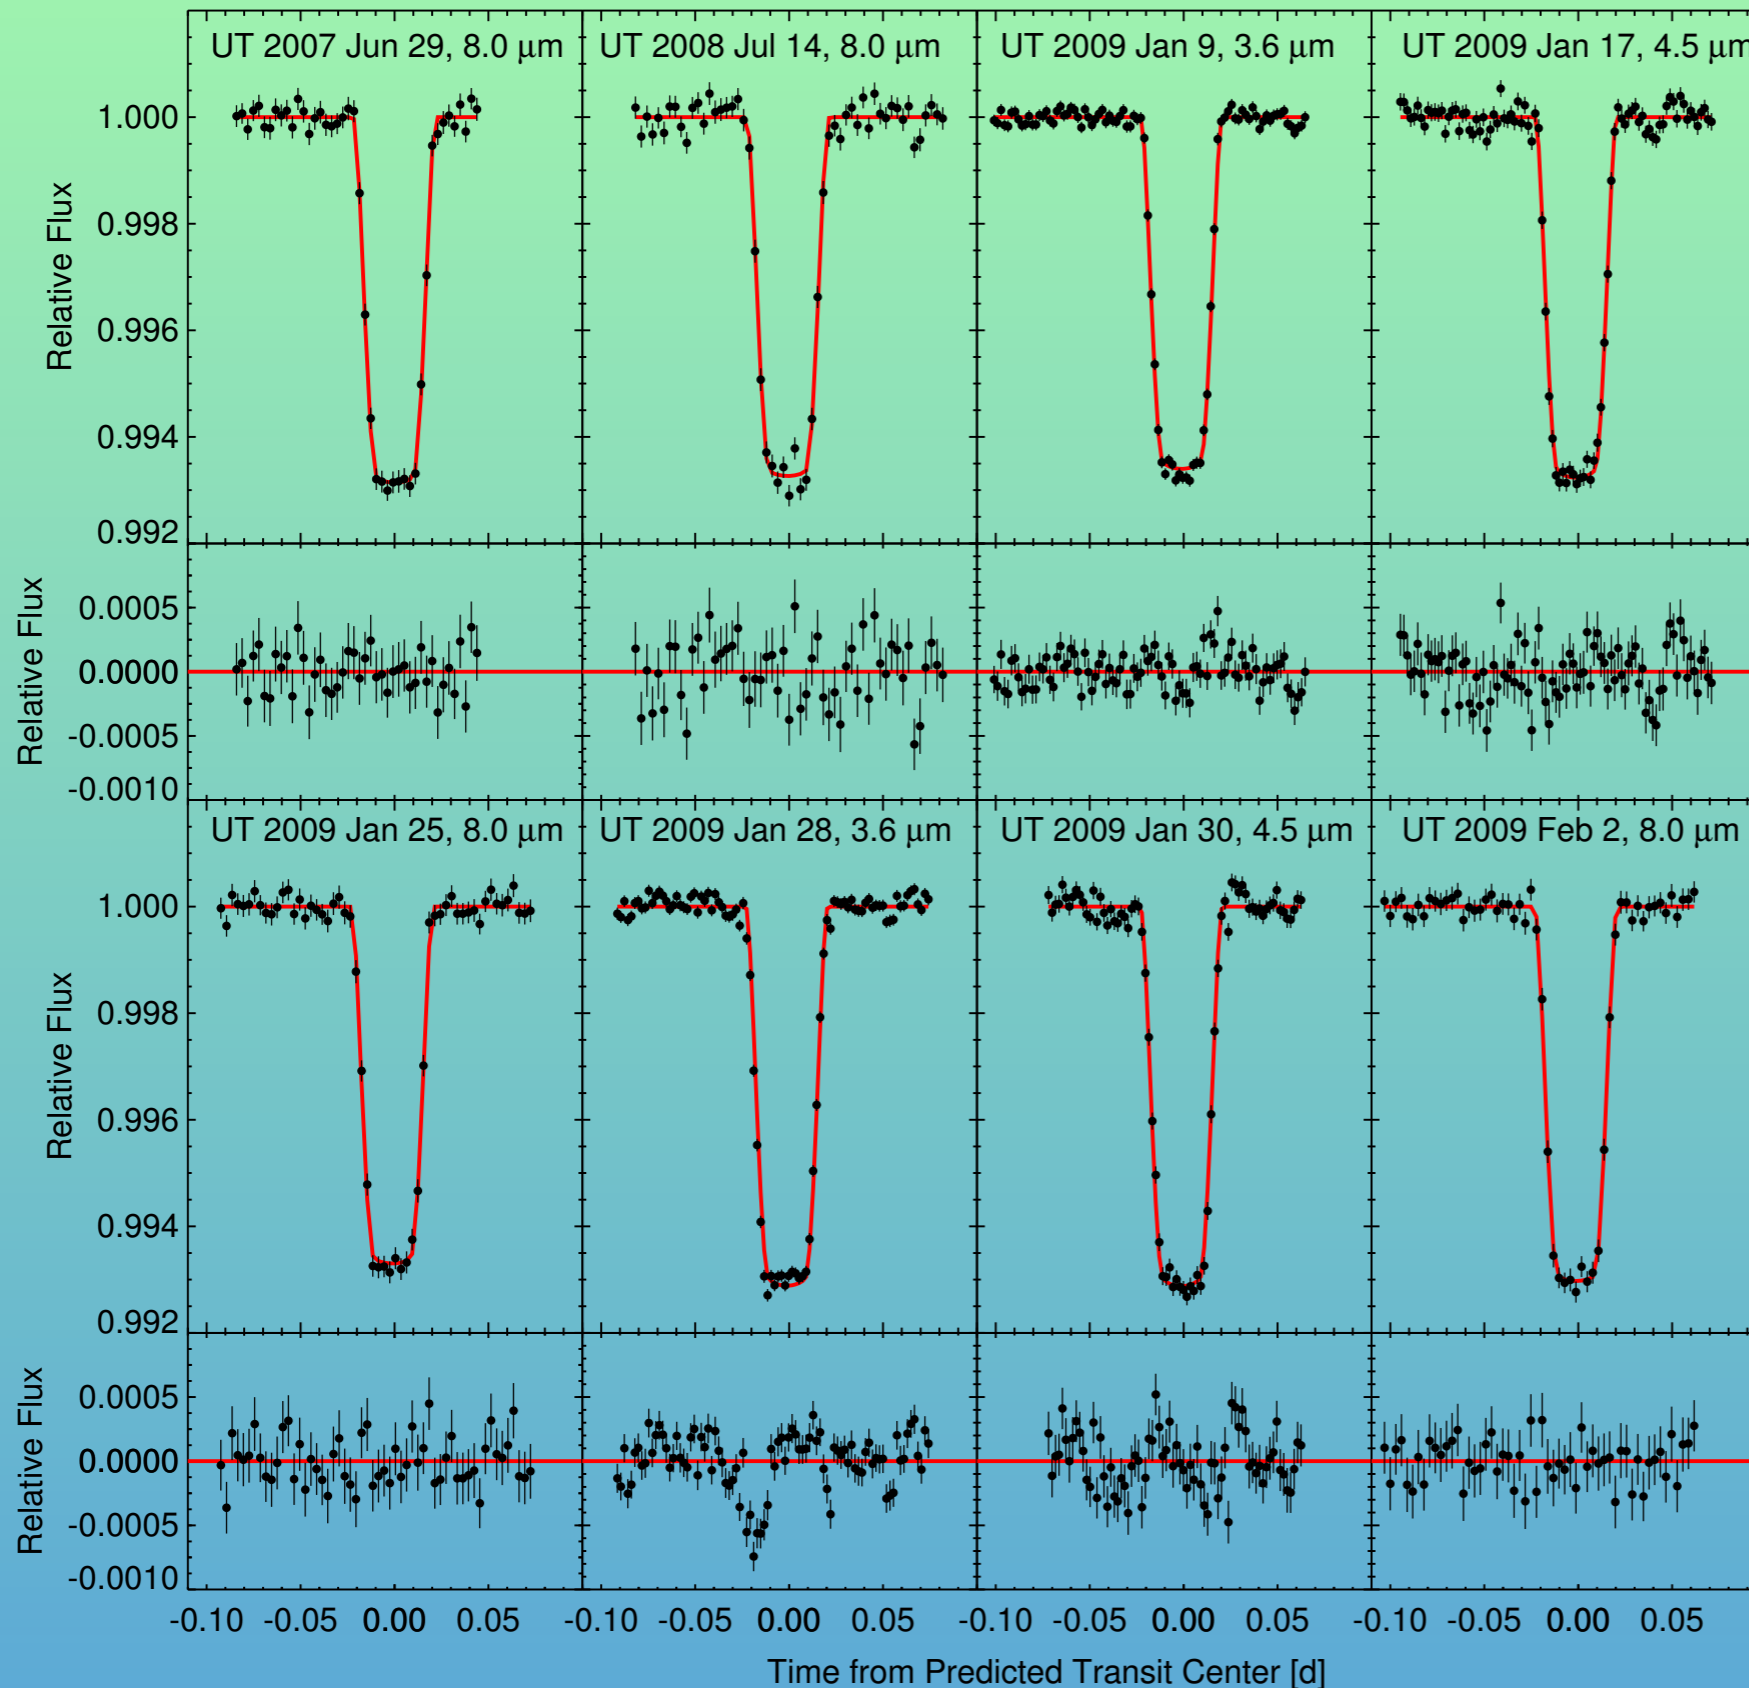 UT 2007 Jun 29, 8.0 μm
UT 2008 Jul 14, 8.0 μm
UT 2009 Jan 9, 3.6 μm
UT 2009 Jan 17, 4.5 μm
Relative Flux
1.000
0.998
0.996
0.994
0.992
Relative Flux
0.0005
0.0000
-0.0005
-0.0010
UT 2009 Jan 25, 8.0 μm
UT 2009 Jan 28, 3.6 μm
UT 2009 Jan 30, 4.5 μm
UT 2009 Feb 2, 8.0 μm
Relative Flux
1.000
0.998
0.996
0.994
0.992
Relative Flux
0.0005
0.0000
-0.0005
-0.0010
-0.10 -0.05 0.00 0.05 -0.10 -0.05 0.00 0.05 -0.10 -0.05 0.00 0.05 -0.10 -0.05 0.00 0.05
Time from Predicted Transit Center [d]